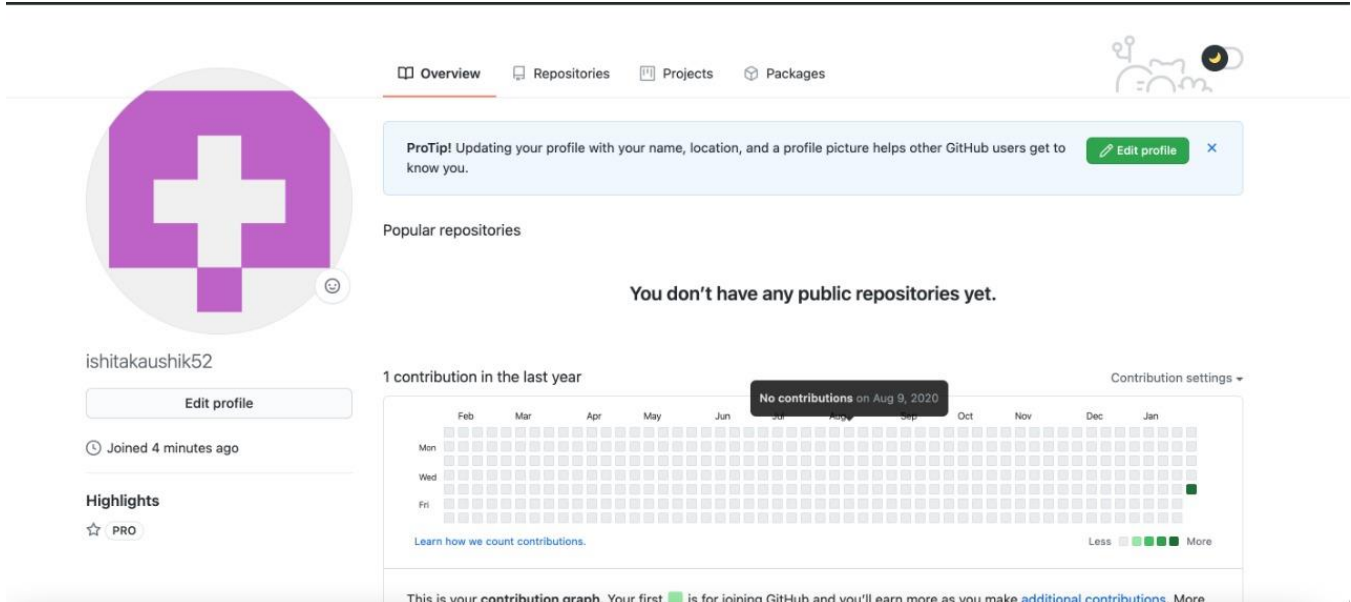 Overview Repositories Projects Packages
ProTip! Updating your profile with your name, location, and a profile picture helps other GitHub users get to
know you.
Edit profile
Popular repositories
You don't have any public repositories yet.
ishitakaushik52
Edit profile
Joined 4 minutes ago
Highlights
PRO
1 contribution in the last year
Contribution settings
No contributions on Aug 9, 2020
Feb Mar Apr May Jun Jul Aug Sep Oct Nov Dec Jan
Mon
Wed
Fri
Learn how we count contributions.
Less More
This is your contribution graph. Your first is for joining GitHub and you'll earn more as you make additional contributions. More